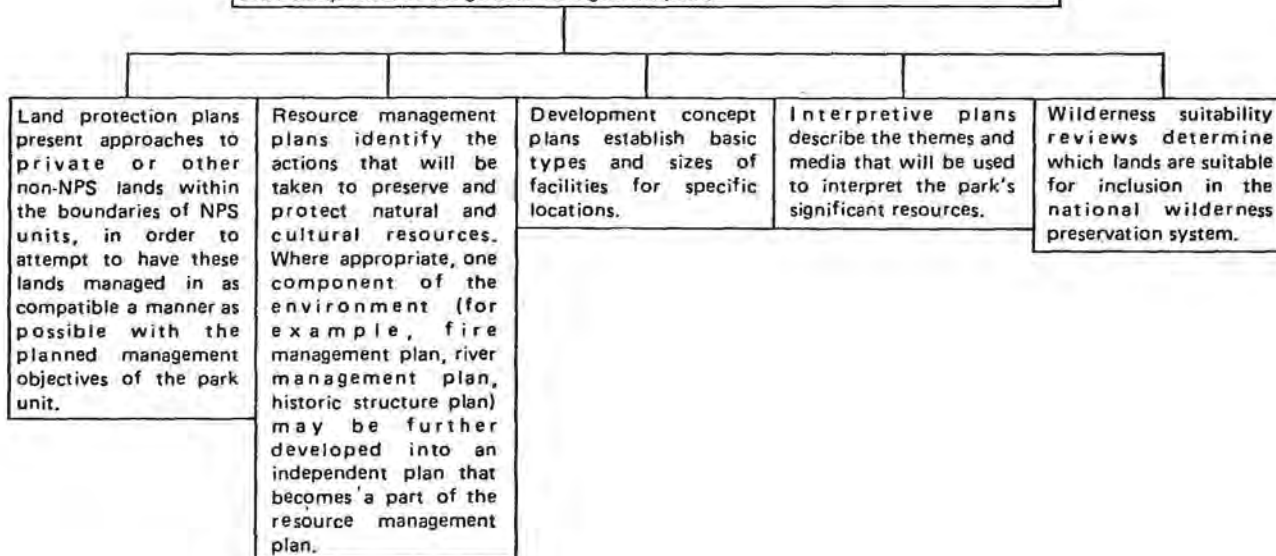 Land protection plans
present approaches to
private or other
non-NPS lands within
the boundaries of NPS
units, in order to
attempt to have these
lands managed in as
compatible a manner as
possible with the
planned management
objectives of the park
unit.
Resource management
plans identify the
actions that will be
taken to preserve and
protect natural and
cultural resources.
Where appropriate, one
component of the
environment (for
example, fire
management plan, river
management plan,
historic structure plan)
may be further
developed into an
independent plan that
becomes a part of the
resource management
plan.
Development concept
plans establish basic
types and sizes of
facilities for specific
locations.
Interpretive plans
describe the themes and
media that will be used
to interpret the park's
significant resources.
Wilderness suitability
reviews determine
which lands are suitable
for inclusion in the
national wilderness
preservation system.